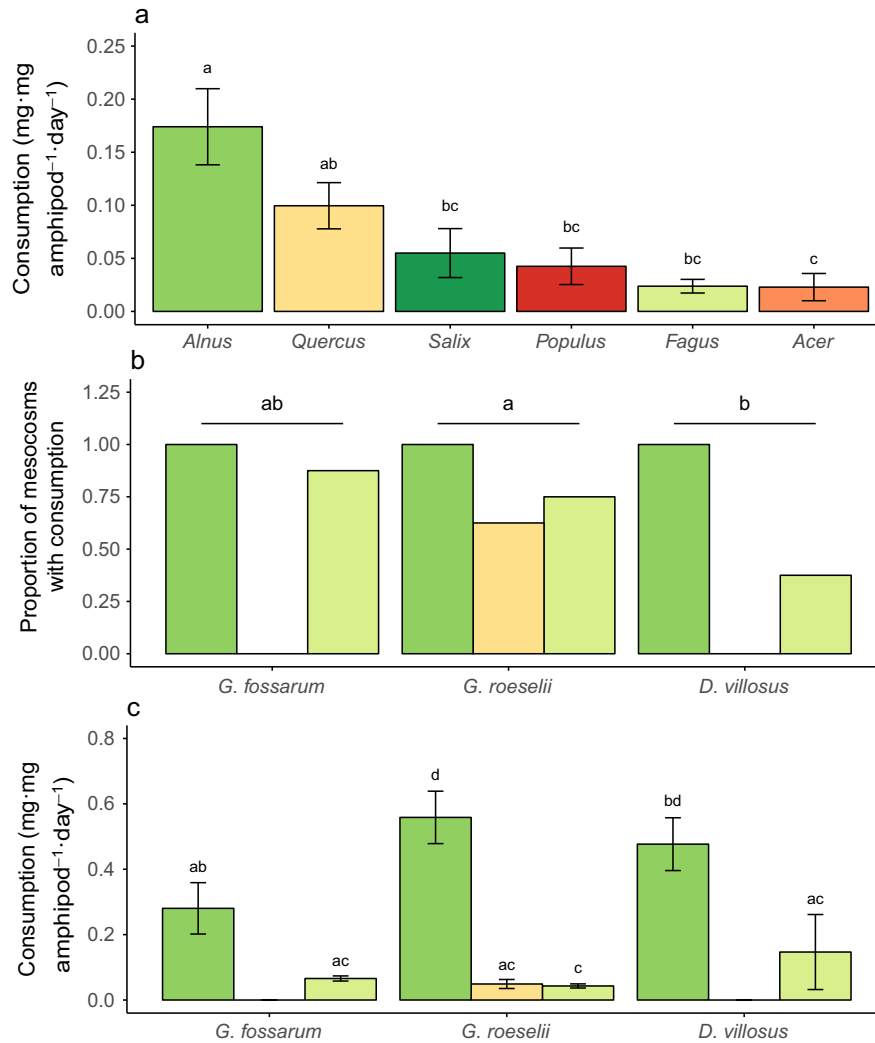 a
Consumption (mg·mg
amphipod⁻¹·day⁻¹)
0.25
0.20
0.15
0.10
0.05
0.00
a
ab
bc
bc
bc
c
Alnus Quercus Salix Populus Fagus Acer
b
Proportion of mesocosms
with consumption
1.25
1.00
0.75
0.50
0.25
0.00
ab a b
G. fossarum G. roeselii D. villosus
c
Consumption (mg·mg
amphipod⁻¹·day⁻¹)
0.8
0.6
0.4
0.2
0.0
ab
ac
d
ac
c
bd
ac
G. fossarum G. roeselii D. villosus